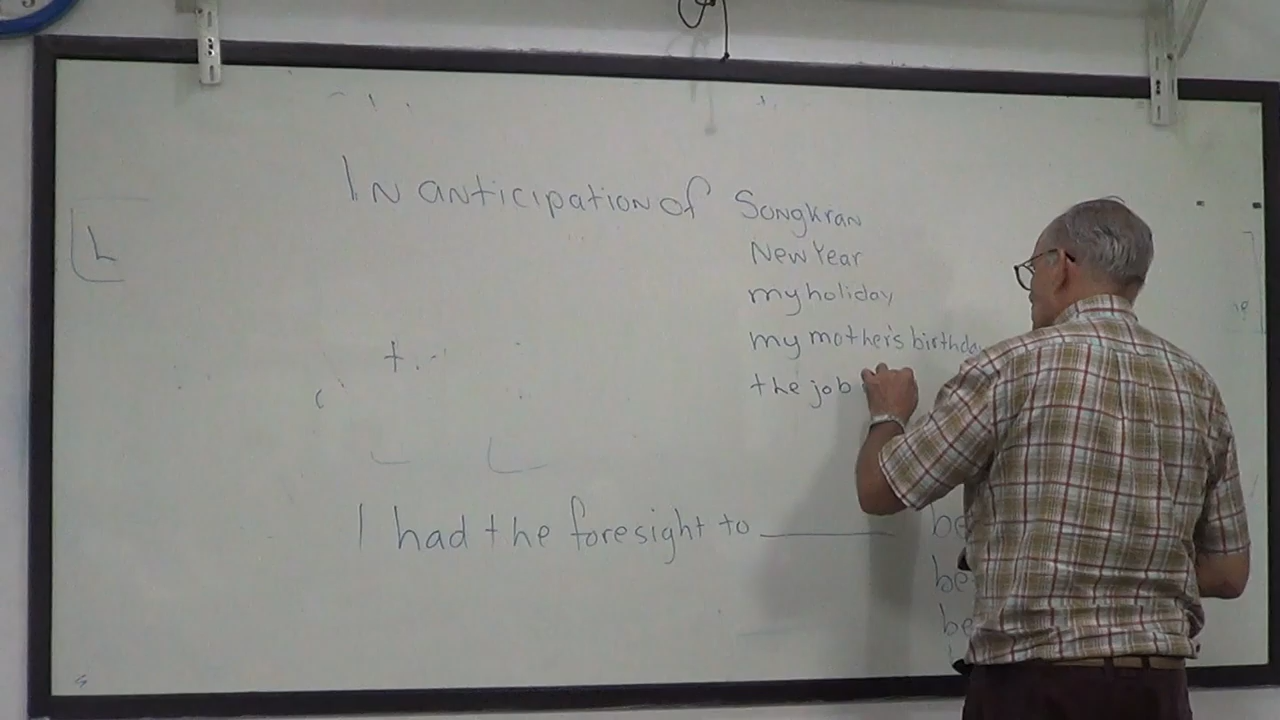 In anticipation of Songkran
New Year
my holiday
my mother's birthday
the job
I had the foresight to ________ be
be
be